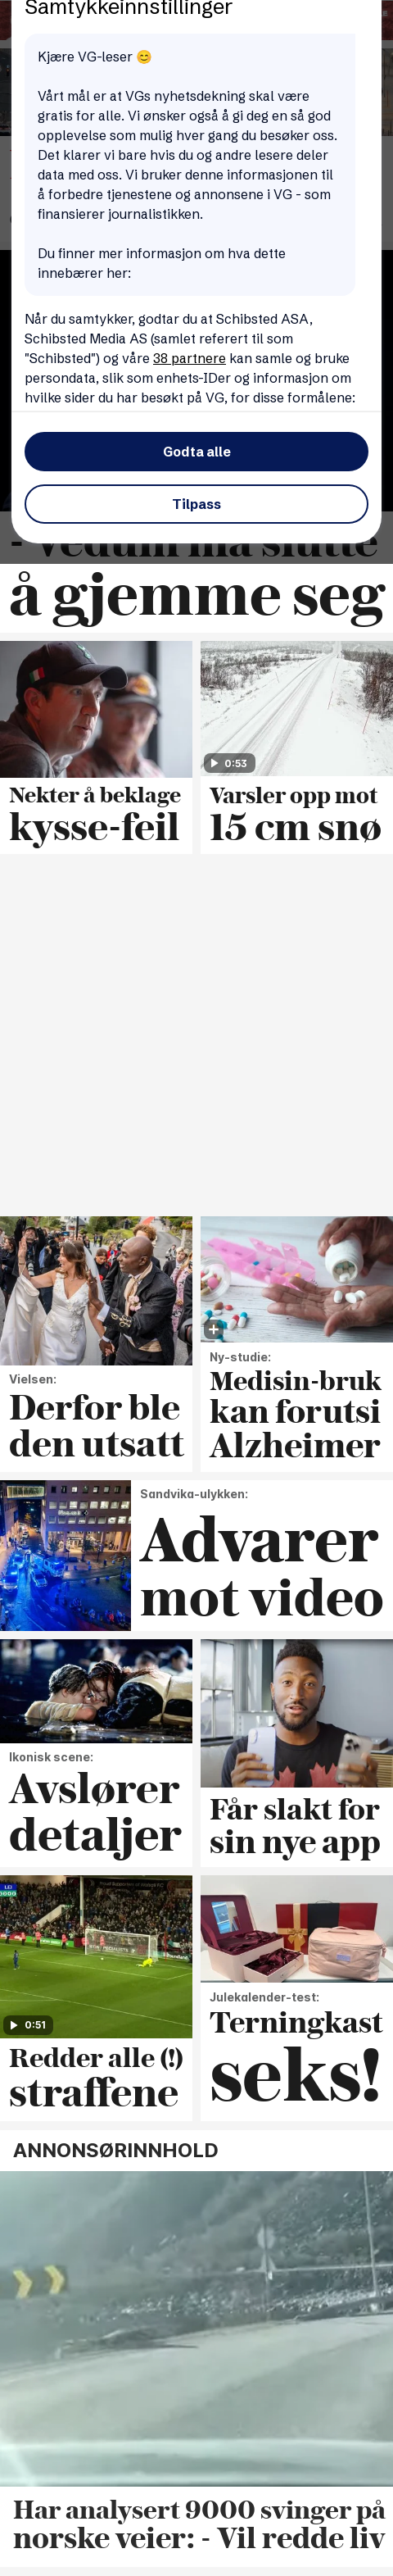 Samtykkeinnstillinger
Kjære VG-leser 😊
Vårt mål er at VGs nyhetsdekning skal være
gratis for alle. Vi ønsker også å gi deg en så god
opplevelse som mulig hver gang du besøker oss.
Det klarer vi bare hvis du og andre lesere deler
data med oss. Vi bruker denne informasjonen til
å forbedre tjenestene og annonsene i VG - som
finansierer journalistikken.
Du finner mer informasjon om hva dette
innebærer her:
Når du samtykker, godtar du at Schibsted ASA,
Schibsted Media AS (samlet referert til som
"Schibsted") og våre 38 partnere kan samle og bruke
persondata, slik som enhets-IDer og informasjon om
hvilke sider du har besøkt på VG, for disse formålene:
Godta alle
Tilpass
- Vedum må slutte
å gjemme seg
0:53
Nekter å beklage
kysse-feil
Varsler opp mot
15 cm snø
Vielsen:
Derfor ble
den utsatt
Ny-studie:
Medisin-bruk
kan forutsi
Alzheimer
Sandvika-ulykken:
Advarer
mot video
Ikonisk scene:
Avslører
detaljer
Får slakt for
sin nye app
0:51
Redder alle (!)
straffene
Julekalender-test:
Terningkast
seks!
ANNONSØRINNHOLD
Har analysert 9000 svinger på
norske veier: - Vil redde liv